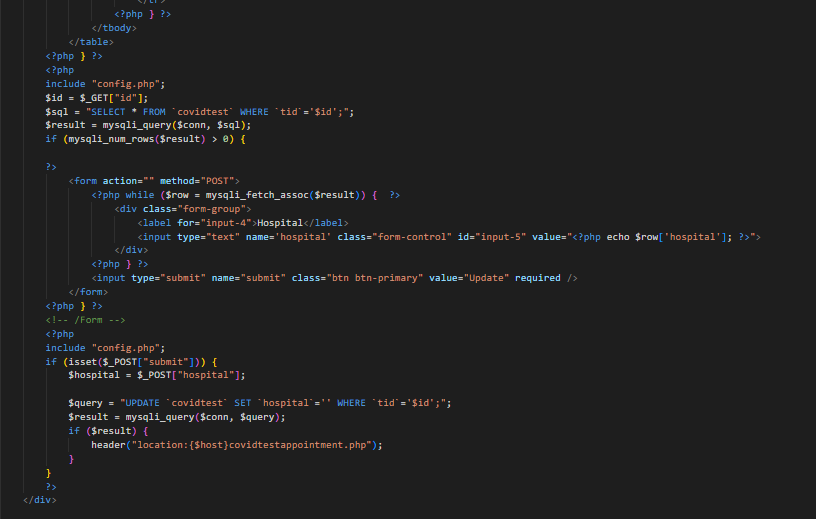 <?php } ?>
</tbody>
</table>
<?php } ?>
<?php
include "config.php";
$id = $_GET["id"];
$sql = "SELECT * FROM `covidtest` WHERE `tid`='$id';";
$result = mysqli_query($conn, $sql);
if (mysqli_num_rows($result) > 0) {
?>
<form action="" method="POST">
<?php while ($row = mysqli_fetch_assoc($result)) {  ?>
<div class="form-group">
<label for="input-4">Hospital</label>
<input type="text" name='hospital' class="form-control" id="input-5" value="<?php echo $row['hospital']; ?>">
</div>
<?php } ?>
<input type="submit" name="submit" class="btn btn-primary" value="Update" required />
</form>
<?php } ?>
<!-- /Form -->
<?php
include "config.php";
if (isset($_POST["submit"])) {
$hospital = $_POST["hospital"];
$query = "UPDATE `covidtest` SET `hospital`='' WHERE `tid`='$id';";
$result = mysqli_query($conn, $query);
if ($result) {
header("location:{$host}covidtestappointment.php");
}
}
?>
</div>